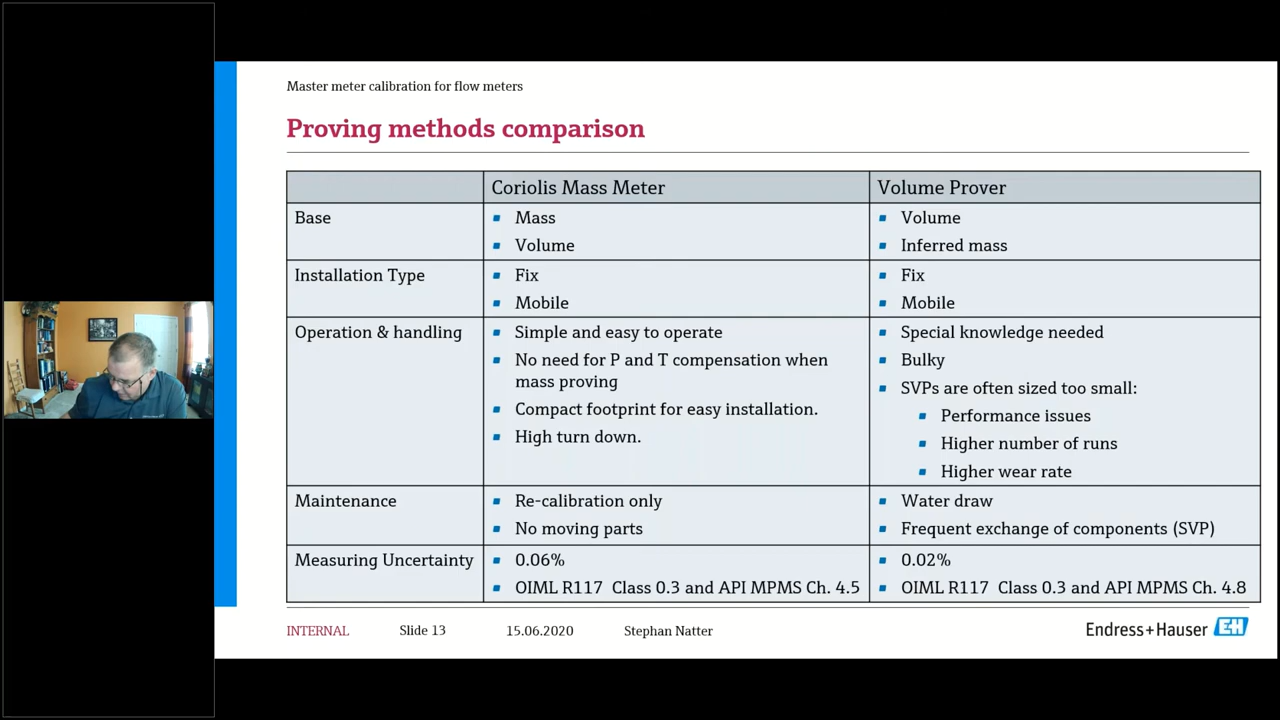 Master meter calibration for flow meters
Proving methods comparison
Coriolis Mass Meter
Volume Prover
Base
Mass
Volume
Volume
Inferred mass
Installation Type
Fix
Mobile
Fix
Mobile
Operation & handling
Simple and easy to operate
No need for P and T compensation when
mass proving
Compact footprint for easy installation.
High turn down.
Special knowledge needed
Bulky
SVPs are often sized too small:
Performance issues
Higher number of runs
Higher wear rate
Maintenance
Re-calibration only
No moving parts
Water draw
Frequent exchange of components (SVP)
Measuring Uncertainty
0.06%
OIML R117 Class 0.3 and API MPMS Ch. 4.5
0.02%
OIML R117 Class 0.3 and API MPMS Ch. 4.8
INTERNAL
Slide 13
15.06.2020
Stephan Natter
Endress+Hauser EH